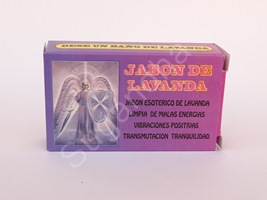 DESE UN BAÑO DE LAVANDA
JABON DE
LAVANDA
JABON ESOTERICO DE LAVANDA
LIMPIA DE MALAS ENERGIAS
VIBRACIONES POSITIVAS
TRANSMUTACION TRANQUILIDAD